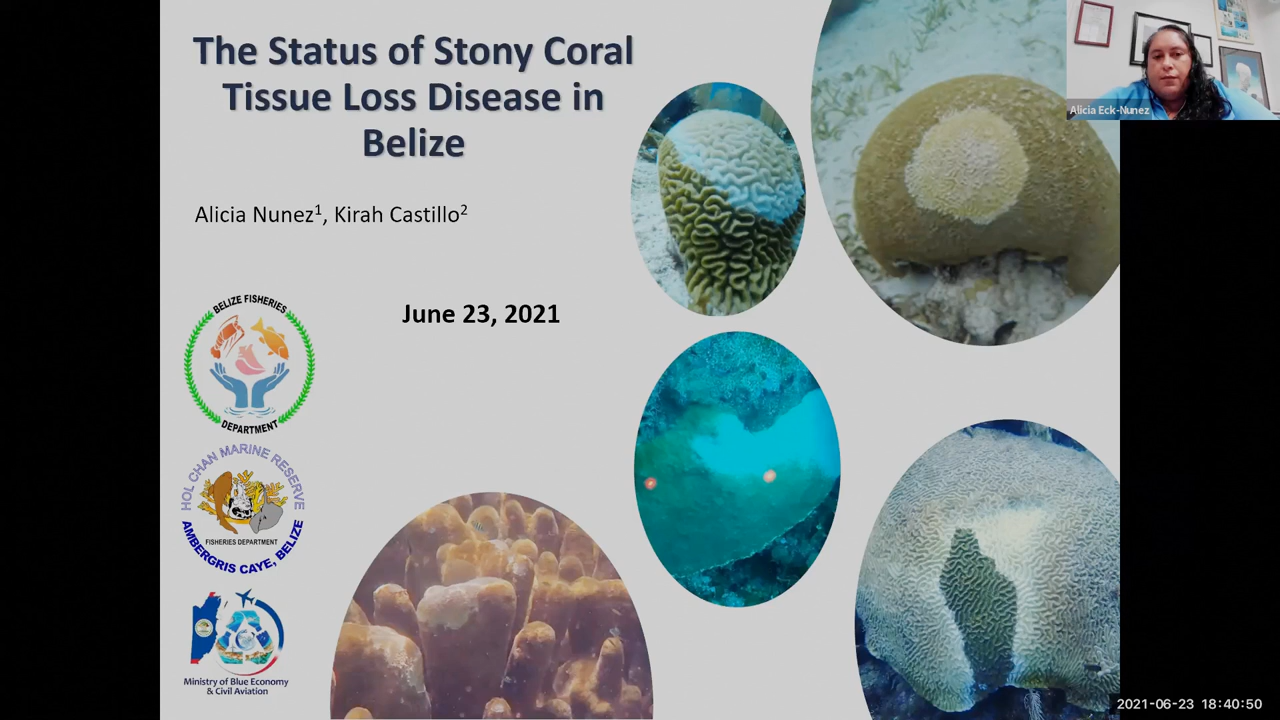 The Status of Stony Coral
Tissue Loss Disease in
Belize
Alicia Nunez1, Kirah Castillo2
June 23, 2021
BELIZE FISHERIES
DEPARTMENT
HOL CHAN MARINE RESERVE
FISHERIES DEPARTMENT
AMBERGRIS CAYE, BELIZE
Ministry of Blue Economy
& Civil Aviation
Alicia Eck-Nunez
2021-06-23 18:40:50